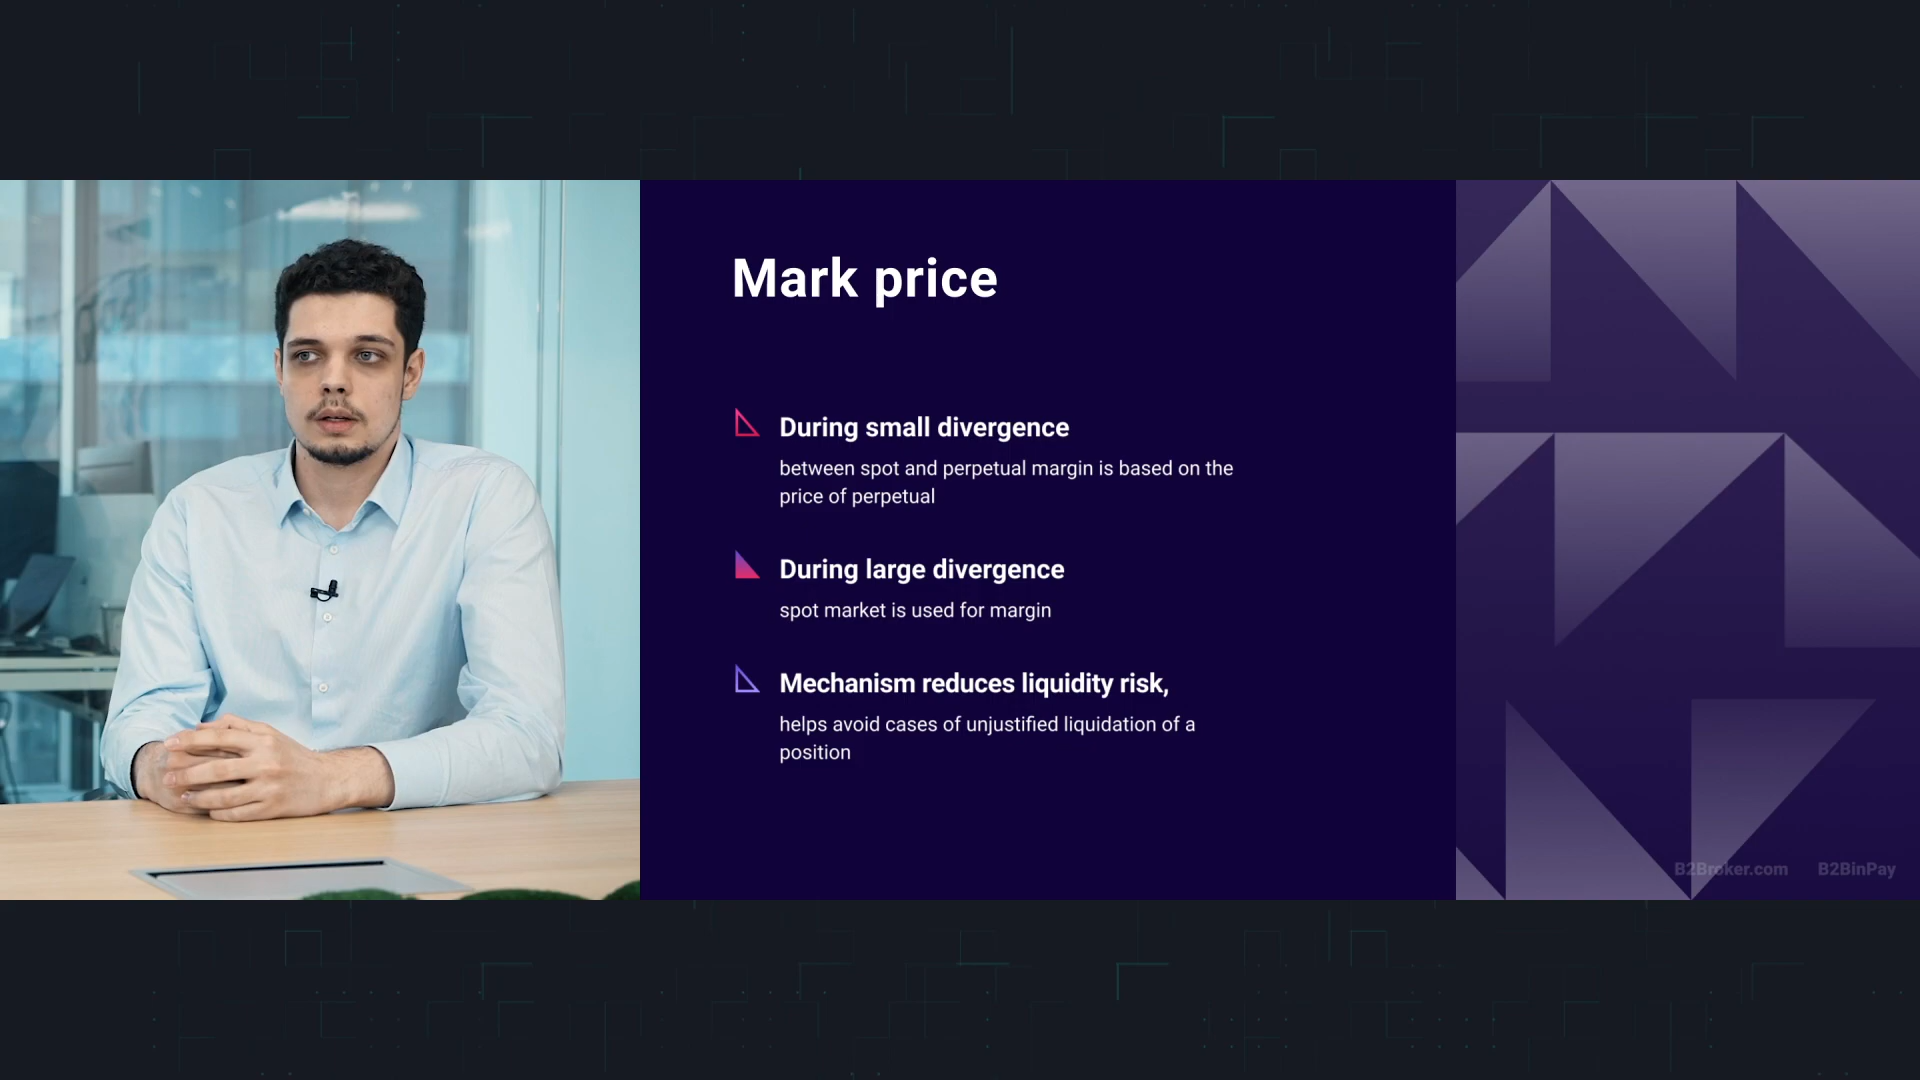 Mark price
During small divergence
between spot and perpetual margin is based on the
price of perpetual
During large divergence
spot market is used for margin
Mechanism reduces liquidity risk,
helps avoid cases of unjustified liquidation of a
position
B2Broker.com B2BinPay